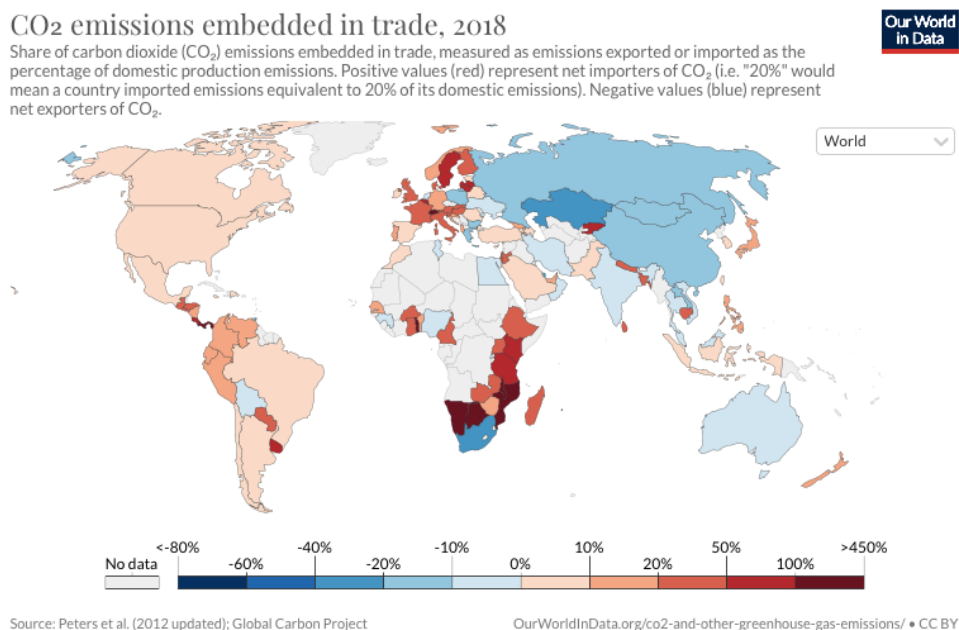 CO2 emissions embedded in trade, 2018
Our World
in Data
Share of carbon dioxide (CO₂) emissions embedded in trade, measured as emissions exported or imported as the
percentage of domestic production emissions. Positive values (red) represent net importers of CO₂ (i.e. "20%" would
mean a country imported emissions equivalent to 20% of its domestic emissions). Negative values (blue) represent
net exporters of CO₂.
World
<-80% -40% -10% 10% 50% >450%
No data -60% -20% 0% 20% 100%
Source: Peters et al. (2012 updated); Global Carbon Project
OurWorldInData.org/co2-and-other-greenhouse-gas-emissions/ • CC BY